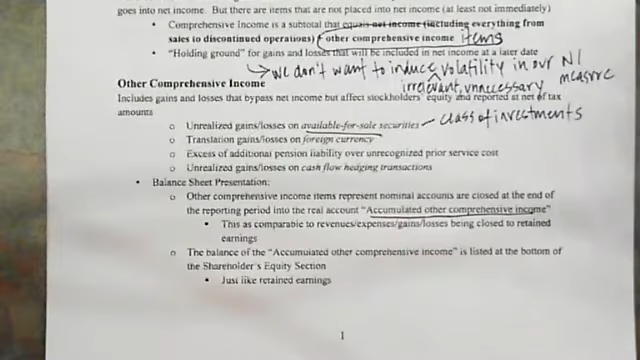 goes into net income. But there are items that are not placed into net income (at least not immediately)
• Comprehensive Income is a subtotal that equals net income (including everything from
sales to discontinued operations) + other comprehensive income items
• "Holding ground" for gains and losses that will be included in net income at a later date
→ we don't want to induce volatility in our NI
irrelevant, unnecessary measure
Other Comprehensive Income
Includes gains and losses that bypass net income but affect stockholders' equity and reported at net of tax
amounts
o Unrealized gains/losses on available-for-sale securities – class of investments
o Translation gains/losses on foreign currency
o Excess of additional pension liability over unrecognized prior service cost
o Unrealized gains/losses on cash flow hedging transactions
• Balance Sheet Presentation:
o Other comprehensive income items represent nominal accounts are closed at the end of
the reporting period into the real account "Accumulated other comprehensive income"
▪ This as comparable to revenues/expenses/gains/losses being closed to retained
earnings
o The balance of the "Accumulated other comprehensive income" is listed at the bottom of
the Shareholder's Equity Section
▪ Just like retained earnings
1